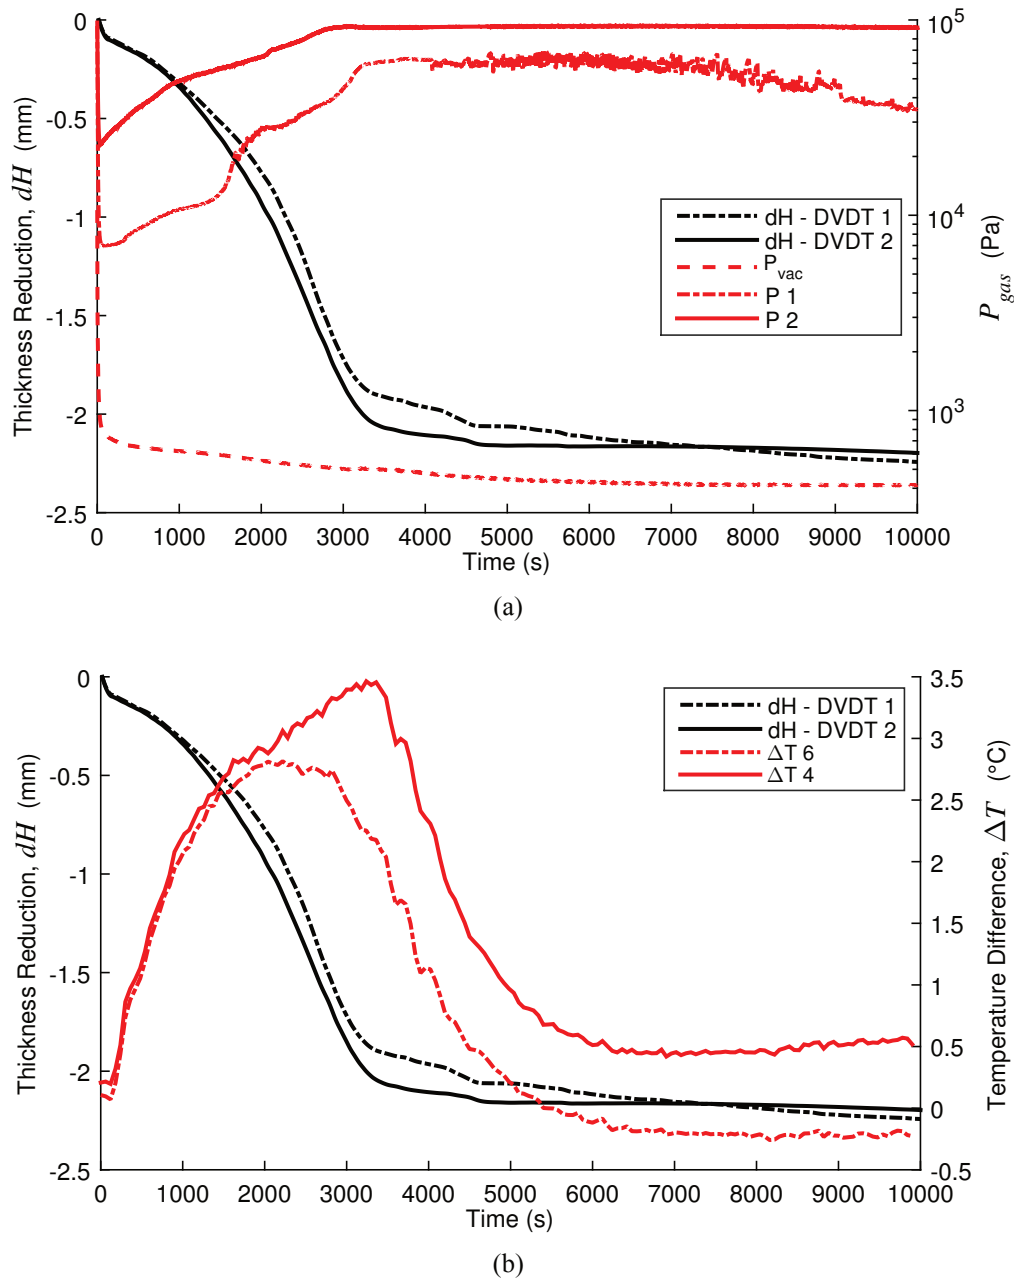 (a)
0
-0.5
-1
-1.5
-2
-2.5
Thickness Reduction, dH (mm)
10^5
10^4
10^3
P_gas (Pa)
dH - DVDT 1
dH - DVDT 2
P_vac
P 1
P 2
0 1000 2000 3000 4000 5000 6000 7000 8000 9000 10000
Time (s)
(a)
0
-0.5
-1
-1.5
-2
-2.5
Thickness Reduction, dH (mm)
3.5
3
2.5
2
1.5
1
0.5
0
-0.5
Temperature Difference, ΔT (°C)
dH - DVDT 1
dH - DVDT 2
ΔT 6
ΔT 4
0 1000 2000 3000 4000 5000 6000 7000 8000 9000 10000
Time (s)
(b)